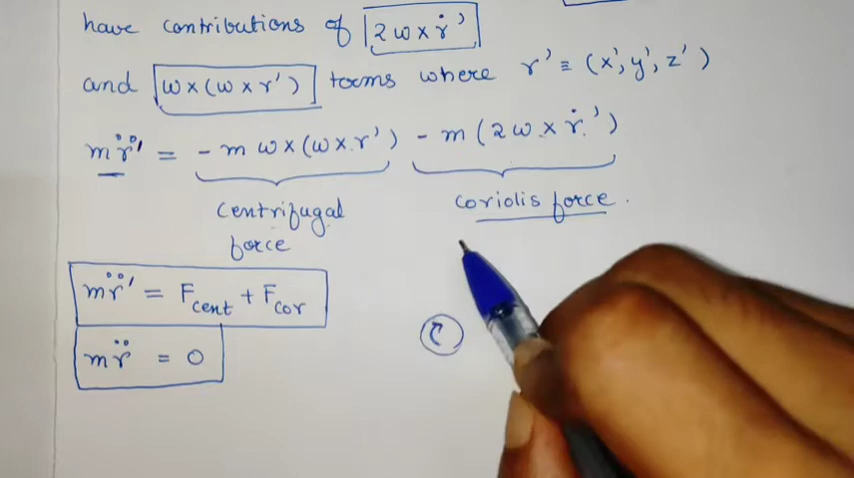 have contributions of 2ω × ṙ'
and ω×(ω×r') terms where r' ≡ (x', y', z')
m r̈' = - m ω×(ω×r') - m (2ω × ṙ')
centrifugal force
coriolis force.
m r̈' = F_cent + F_cor
m r̈ = 0